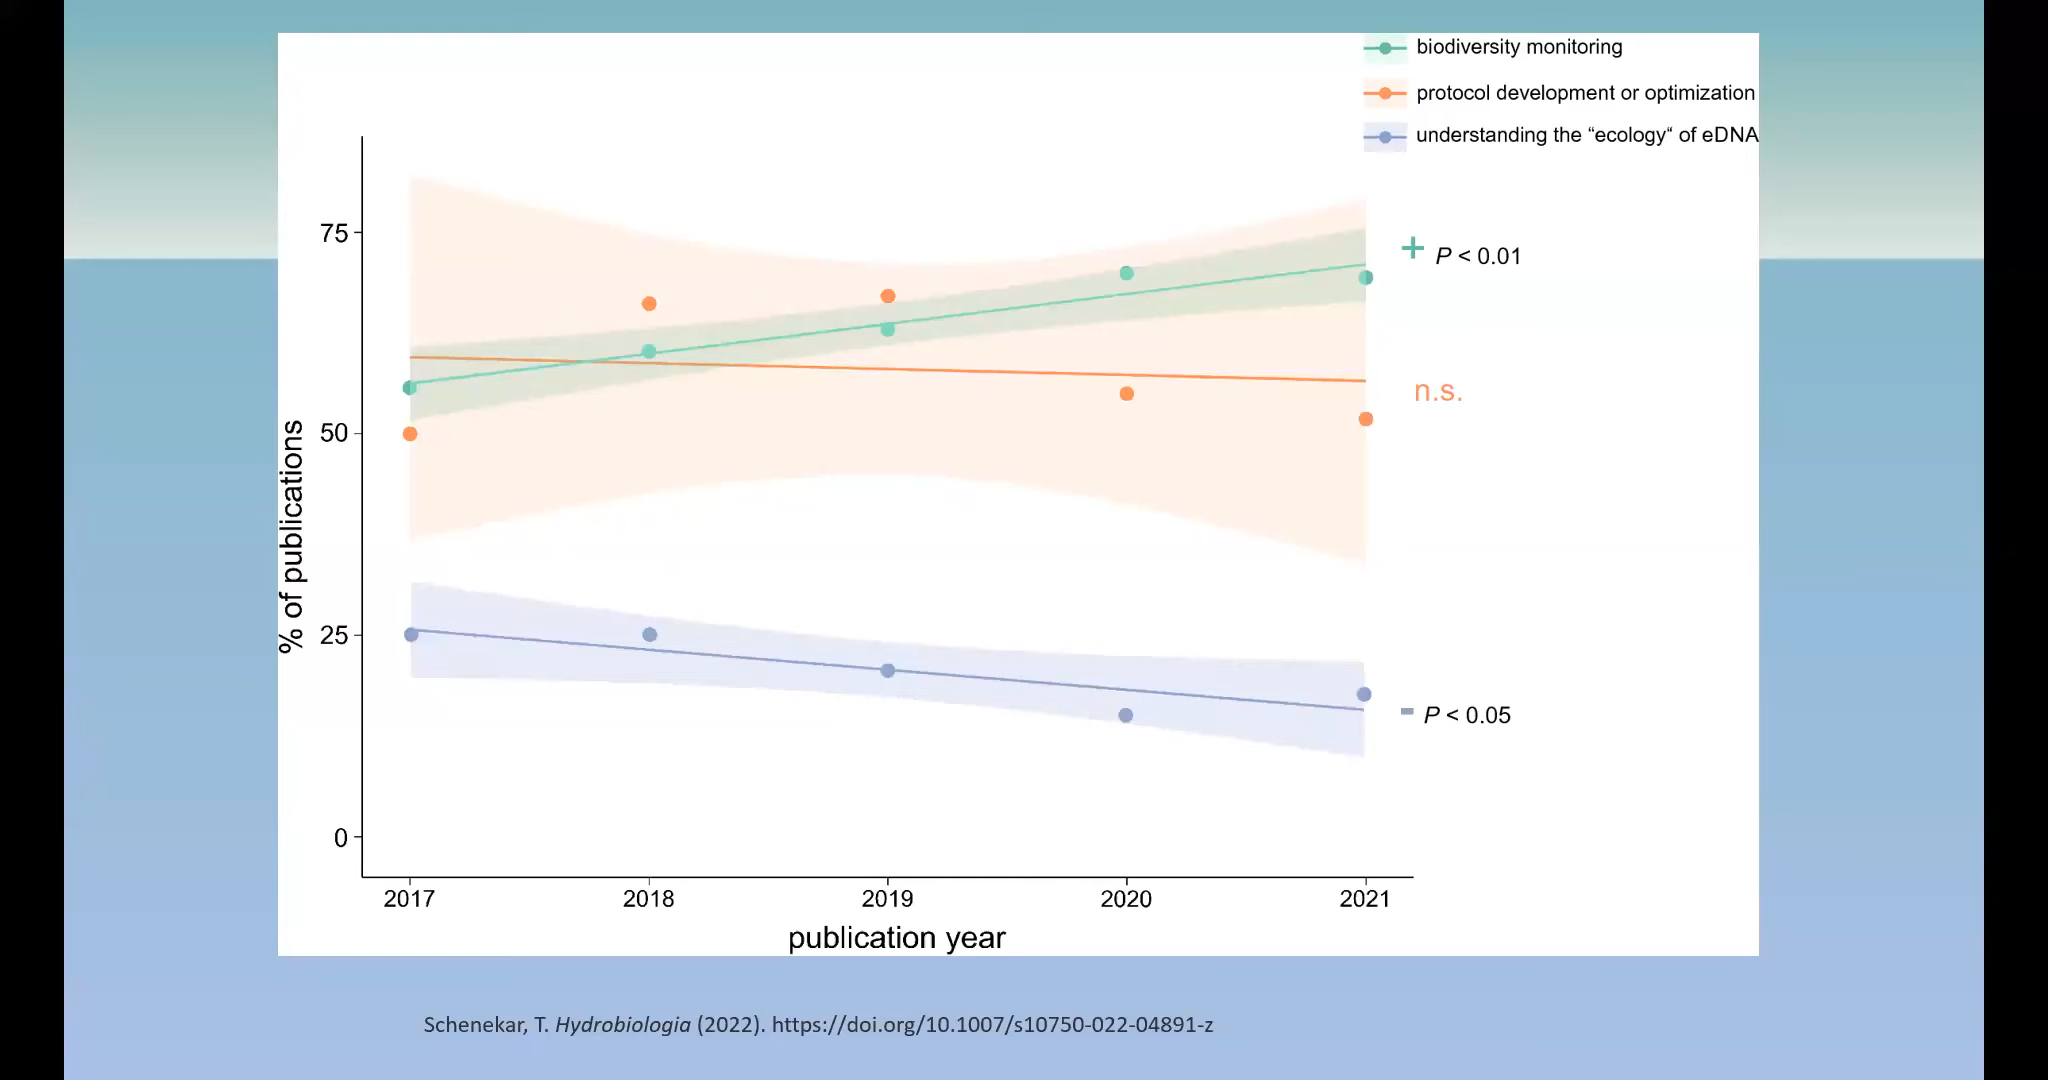 biodiversity monitoring
protocol development or optimization
understanding the “ecology“ of eDNA
75
50
25
0
% of publications
+ P < 0.01
n.s.
- P < 0.05
2017 2018 2019 2020 2021
publication year
Schenekar, T. Hydrobiologia (2022). https://doi.org/10.1007/s10750-022-04891-z